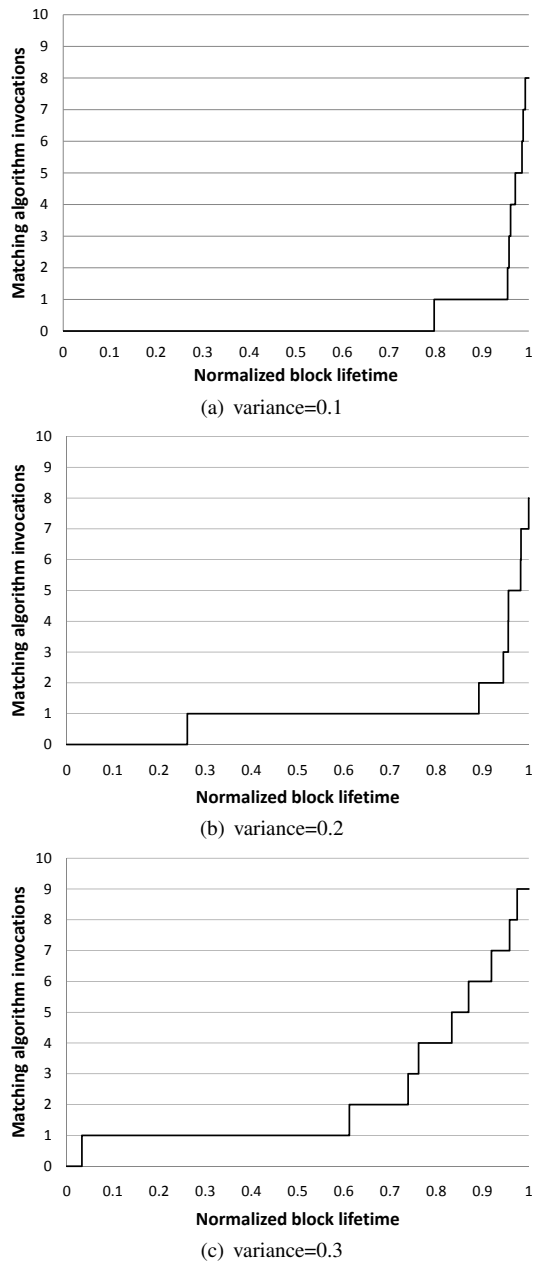 Matching algorithm invocations
10
9
8
7
6
5
4
3
2
1
0
0 0.1 0.2 0.3 0.4 0.5 0.6 0.7 0.8 0.9 1
Normalized block lifetime
(a) variance=0.1
Matching algorithm invocations
10
9
8
7
6
5
4
3
2
1
0
0 0.1 0.2 0.3 0.4 0.5 0.6 0.7 0.8 0.9 1
Normalized block lifetime
(b) variance=0.2
Matching algorithm invocations
10
9
8
7
6
5
4
3
2
1
0
0 0.1 0.2 0.3 0.4 0.5 0.6 0.7 0.8 0.9 1
Normalized block lifetime
(c) variance=0.3